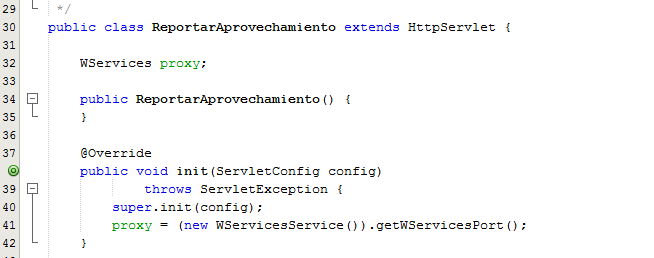 29 */
30 public class ReportarAprovechamiento extends HttpServlet {
31
32 WServices proxy;
33
34 public ReportarAprovechamiento() {
35 }
36
37 @Override
public void init(ServletConfig config)
39 throws ServletException {
40 super.init(config);
41 proxy = (new WServicesService()).getWServicesPort();
42 }